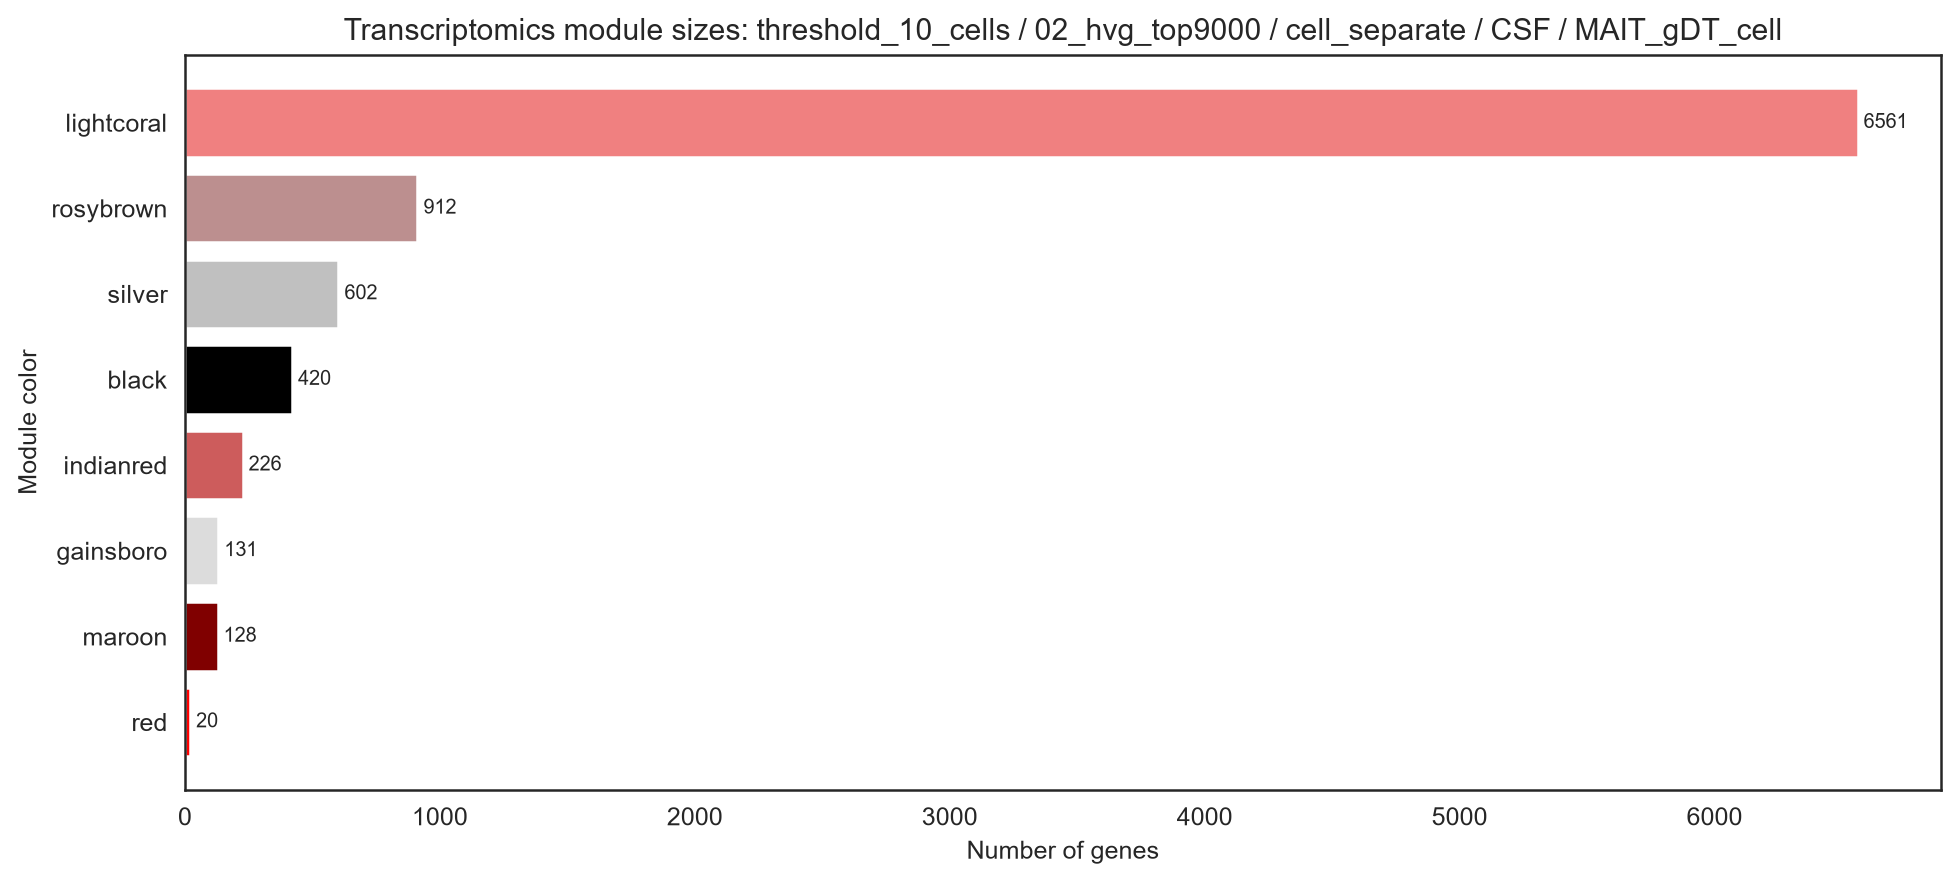 Transcriptomics module sizes: threshold_10_cells / 02_hvg_top9000 / cell_separate / CSF / MAIT_gDT_cell
Module color
lightcoral 6561
rosybrown 912
silver 602
black 420
indianred 226
gainsboro 131
maroon 128
red 20
0 1000 2000 3000 4000 5000 6000
Number of genes